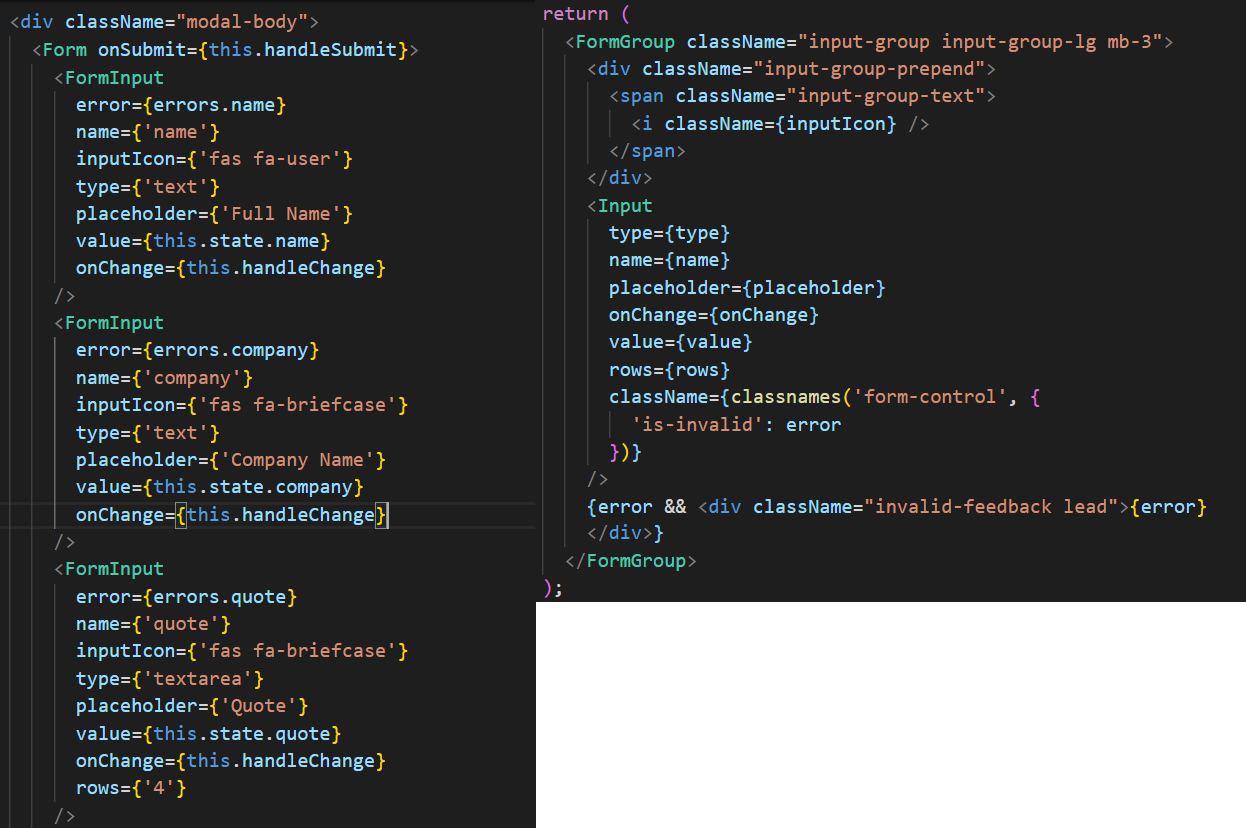 <div className="modal-body">
<Form onSubmit={this.handleSubmit}>
<FormInput
error={errors.name}
name={'name'}
inputIcon={'fas fa-user'}
type={'text'}
placeholder={'Full Name'}
value={this.state.name}
onChange={this.handleChange}
/>
<FormInput
error={errors.company}
name={'company'}
inputIcon={'fas fa-briefcase'}
type={'text'}
placeholder={'Company Name'}
value={this.state.company}
onChange={this.handleChange}
/>
<FormInput
error={errors.quote}
name={'quote'}
inputIcon={'fas fa-briefcase'}
type={'textarea'}
placeholder={'Quote'}
value={this.state.quote}
onChange={this.handleChange}
rows={'4'}
/>
return (
<FormGroup className="input-group input-group-lg mb-3">
<div className="input-group-prepend">
<span className="input-group-text">
<i className={inputIcon} />
</span>
</div>
<Input
type={type}
name={name}
placeholder={placeholder}
onChange={onChange}
value={value}
rows={rows}
className={classnames('form-control', {
'is-invalid': error
})}
/>
{error && <div className="invalid-feedback lead">{error}
</div>}
</FormGroup>
);